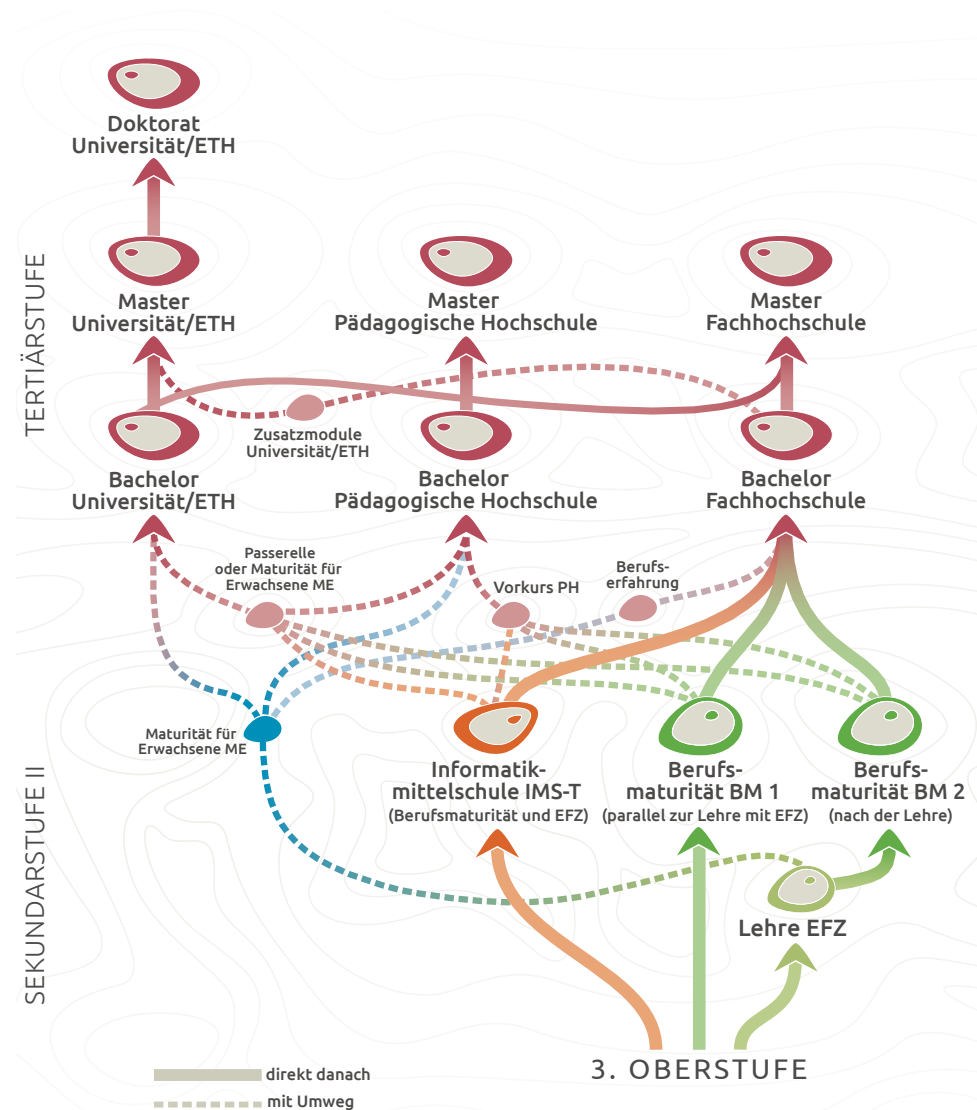 Doktorat
Universität/ETH
TERTIÄRSTUFE
Master
Universität/ETH
Master
Pädagogische Hochschule
Master
Fachhochschule
Zusatzmodule
Universität/ETH
Bachelor
Universität/ETH
Bachelor
Pädagogische Hochschule
Bachelor
Fachhochschule
Passerelle
oder Maturität für
Erwachsene ME
Vorkurs PH
Berufs-
erfahrung
SEKUNDARSTUFE II
Maturität für
Erwachsene ME
Informatik-
mittelschule IMS-T
(Berufsmaturität und EFZ)
Berufs-
maturität BM 1
(parallel zur Lehre mit EFZ)
Berufs-
maturität BM 2
(nach der Lehre)
Lehre EFZ
3. OBERSTUFE
direkt danach
mit Umweg